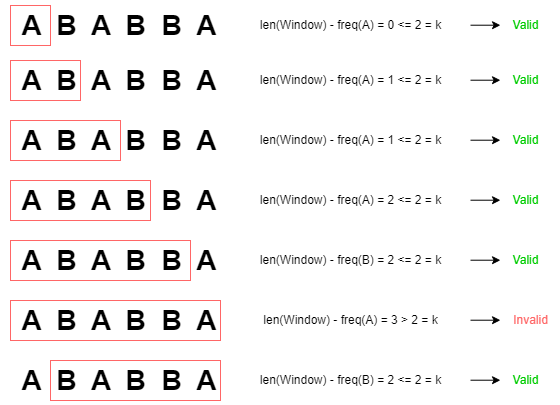 A B A B B A len(Window) - freq(A) = 0 <= 2 = k Valid
A B A B B A len(Window) - freq(A) = 1 <= 2 = k Valid
A B A B B A len(Window) - freq(A) = 1 <= 2 = k Valid
A B A B B A len(Window) - freq(A) = 2 <= 2 = k Valid
A B A B B A len(Window) - freq(B) = 2 <= 2 = k Valid
A B A B B A len(Window) - freq(A) = 3 > 2 = k Invalid
A B A B B A len(Window) - freq(B) = 2 <= 2 = k Valid